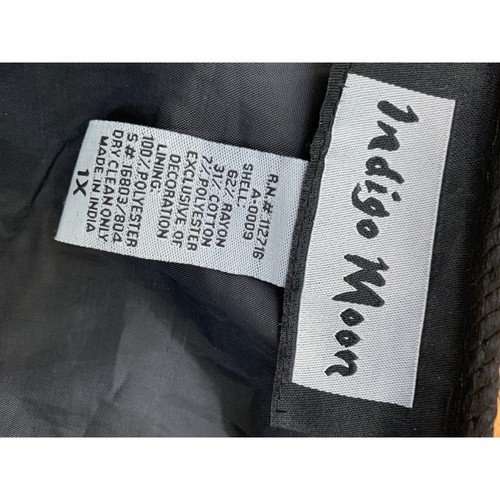 Indigo Moon
R.N.# 112716
A-0009
SHELL:
62% RAYON
31% COTTON
7% POLYESTER
EXCLUSIVE OF
DECORATION
LINING:
100% POLYESTER
S #:16803/904
DRY CLEAN ONLY
MADE IN INDIA
1X